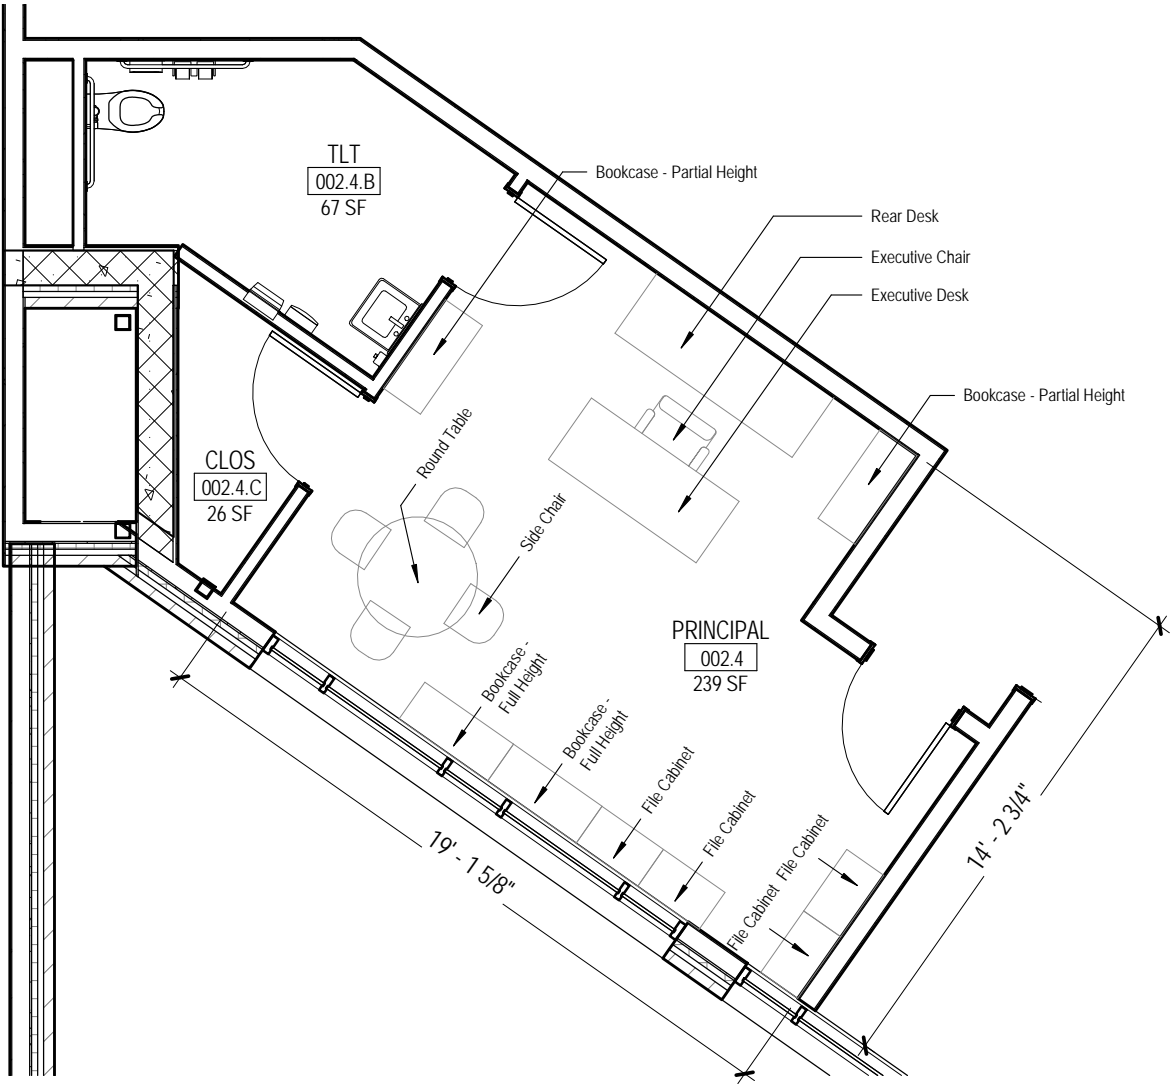 TLT
002.4.B
67 SF
Bookcase - Partial Height
Rear Desk
Executive Chair
Executive Desk
Bookcase - Partial Height
Round Table
CLOS
002.4.C
26 SF
Side Chair
PRINCIPAL
002.4
239 SF
Bookcase -
Full Height
Bookcase -
Full Height
File Cabinet
File Cabinet
File Cabinet
File Cabinet
19' - 1 5/8"
14' - 2 3/4"